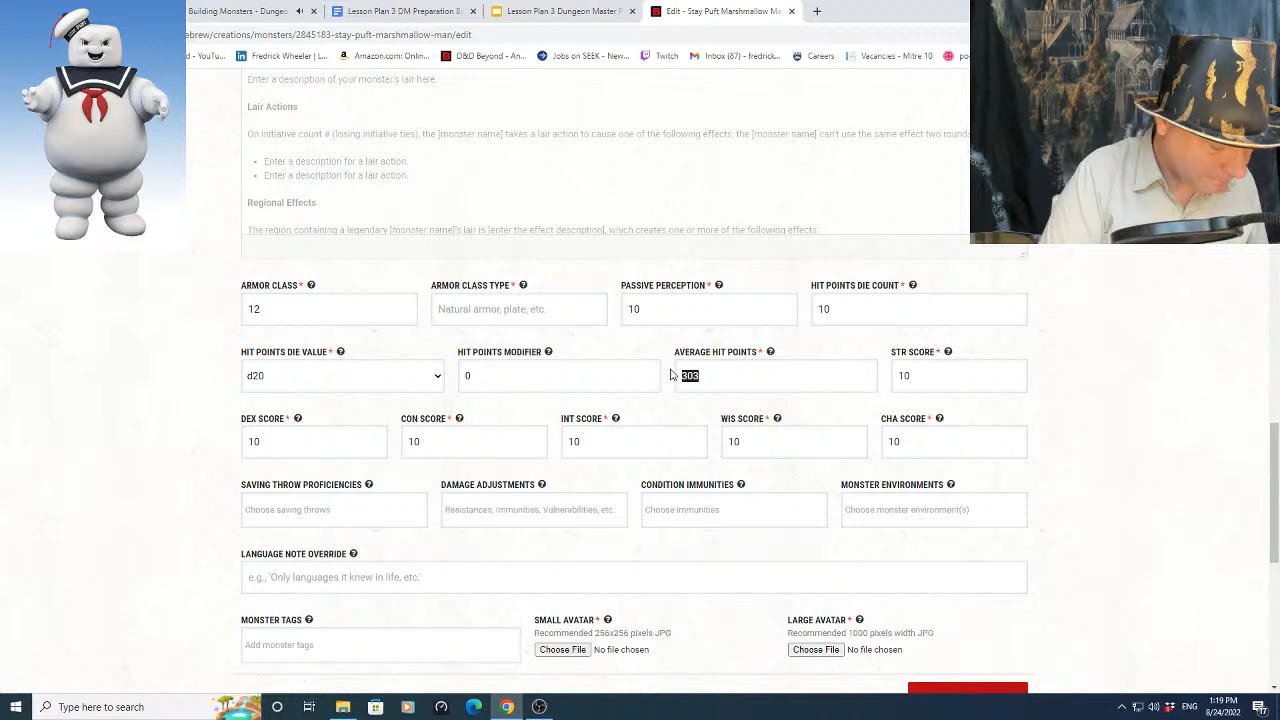 Building Monsters - Dungeo
Lesson Plan 3 DM Preparation Bu
Lesson Plan 3 Dungeon Master P
Edit - Stay Puft Marshmallow Ma
ebrew/creations/monsters/2845183-stay-puft-marshmallow-man/edit
d - YouTu...
Fredrick Wheeler | L...
Amazon.com: Onlin...
D&D Beyond - An...
Jobs on SEEK - New...
Twitch
Inbox (87) - fredrick...
Careers
Vacancies - Mitre 10
po
Enter a description of your monster's lair here.
Lair Actions
On initiative count # (losing initiative ties), the [monster name] takes a lair action to cause one of the following effects; the [monster name] can't use the same effect two rounds
Enter a description for a lair action.
Enter a description for a lair action.
Regional Effects
The region containing a legendary [monster name]'s lair is [enter the effect description], which creates one or more of the following effects:
ARMOR CLASS * ARMOR CLASS TYPE * PASSIVE PERCEPTION * HIT POINTS DIE COUNT *
12 Natural armor, plate, etc. 10 10
HIT POINTS DIE VALUE * HIT POINTS MODIFIER AVERAGE HIT POINTS * STR SCORE *
d20 0 303 10
DEX SCORE * CON SCORE * INT SCORE * WIS SCORE * CHA SCORE *
10 10 10 10 10
SAVING THROW PROFICIENCIES DAMAGE ADJUSTMENTS CONDITION IMMUNITIES MONSTER ENVIRONMENTS
Choose saving throws Resistances, Immunities, Vulnerabilities, etc. Choose immunities Choose monster environment(s)
LANGUAGE NOTE OVERRIDE
e.g., 'Only languages it knew in life, etc.'
MONSTER TAGS SMALL AVATAR * LARGE AVATAR *
Recommended 256x256 pixels JPG Recommended 1000 pixels width JPG
Add monster tags Choose File No file chosen Choose File No file chosen
Type here to search
1:19 PM
8/24/2022
17